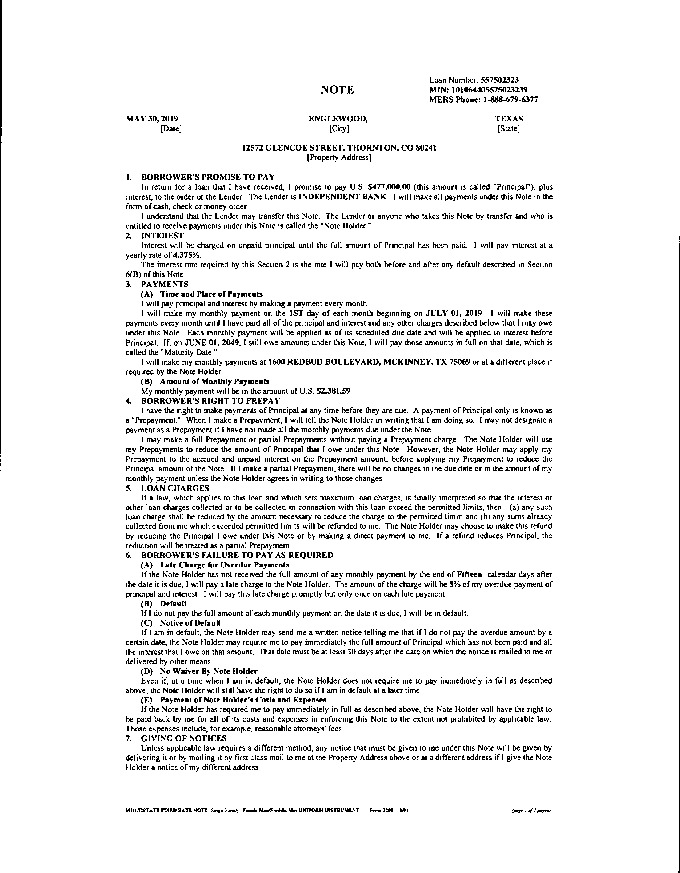 Loan Number: 557502323
NOTE
MIN: 101064405575023239
MERS Phone: 1-888-679-6377
MAY 30, 2019 ENGLEWOOD, TEXAS
[Date] [City] [State]
12572 GLENCOE STREET, THORNTON, CO 80241
[Property Address]
1. BORROWER'S PROMISE TO PAY
In return for a loan that I have received, I promise to pay U.S. $477,000.00 (this amount is called "Principal"), plus
interest, to the order of the Lender. The Lender is INDEPENDENT BANK. I will make all payments under this Note in the
form of cash, check or money order.
I understand that the Lender may transfer this Note. The Lender or anyone who takes this Note by transfer and who is
entitled to receive payments under this Note is called the "Note Holder."
2. INTEREST
Interest will be charged on unpaid principal until the full amount of Principal has been paid. I will pay interest at a
yearly rate of 4.375%.
The interest rate required by this Section 2 is the rate I will pay both before and after any default described in Section
6(B) of this Note.
3. PAYMENTS
(A) Time and Place of Payments
I will pay principal and interest by making a payment every month.
I will make my monthly payment on the 1ST day of each month beginning on JULY 01, 2019. I will make these
payments every month until I have paid all of the principal and interest and any other charges described below that I may owe
under this Note. Each monthly payment will be applied as of its scheduled due date and will be applied to interest before
Principal. If, on JUNE 01, 2049, I still owe amounts under this Note, I will pay those amounts in full on that date, which is
called the "Maturity Date."
I will make my monthly payments at 1600 REDBUD BOULEVARD, MCKINNEY, TX 75069 or at a different place if
required by the Note Holder.
(B) Amount of Monthly Payments
My monthly payment will be in the amount of U.S. $2,381.59
4. BORROWER'S RIGHT TO PREPAY
I have the right to make payments of Principal at any time before they are due. A payment of Principal only is known as
a "Prepayment." When I make a Prepayment, I will tell the Note Holder in writing that I am doing so. I may not designate a
payment as a Prepayment if I have not made all the monthly payments due under the Note.
I may make a full Prepayment or partial Prepayments without paying a Prepayment charge. The Note Holder will use
my Prepayments to reduce the amount of Principal that I owe under this Note. However, the Note Holder may apply my
Prepayment to the accrued and unpaid interest on the Prepayment amount, before applying my Prepayment to reduce the
Principal amount of the Note. If I make a partial Prepayment, there will be no changes in the due date or in the amount of my
monthly payment unless the Note Holder agrees in writing to those changes.
5. LOAN CHARGES
If a law, which applies to this loan and which sets maximum loan charges, is finally interpreted so that the interest or
other loan charges collected or to be collected in connection with this loan exceed the permitted limits, then: (a) any such
loan charge shall be reduced by the amount necessary to reduce the charge to the permitted limit; and (b) any sums already
collected from me which exceeded permitted limits will be refunded to me. The Note Holder may choose to make this refund
by reducing the Principal I owe under this Note or by making a direct payment to me. If a refund reduces Principal, the
reduction will be treated as a partial Prepayment.
6. BORROWER'S FAILURE TO PAY AS REQUIRED
(A) Late Charge for Overdue Payments
If the Note Holder has not received the full amount of any monthly payment by the end of Fifteen calendar days after
the date it is due, I will pay a late charge to the Note Holder. The amount of the charge will be 5% of my overdue payment of
principal and interest. I will pay this late charge promptly but only once on each late payment.
(B) Default
If I do not pay the full amount of each monthly payment on the date it is due, I will be in default.
(C) Notice of Default
If I am in default, the Note Holder may send me a written notice telling me that if I do not pay the overdue amount by a
certain date, the Note Holder may require me to pay immediately the full amount of Principal which has not been paid and all
the interest that I owe on that amount. That date must be at least 30 days after the date on which the notice is mailed to me or
delivered by other means.
(D) No Waiver By Note Holder
Even if, at a time when I am in default, the Note Holder does not require me to pay immediately in full as described
above, the Note Holder will still have the right to do so if I am in default at a later time.
(E) Payment of Note Holder's Costs and Expenses
If the Note Holder has required me to pay immediately in full as described above, the Note Holder will have the right to
be paid back by me for all of its costs and expenses in enforcing this Note to the extent not prohibited by applicable law.
Those expenses include, for example, reasonable attorneys' fees.
7. GIVING OF NOTICES
Unless applicable law requires a different method, any notice that must be given to me under this Note will be given by
delivering it or by mailing it by first class mail to me at the Property Address above or at a different address if I give the Note
Holder a notice of my different address.
MULTISTATE FIXED RATE NOTE Single Family Fannie Mae/Freddie Mac UNIFORM INSTRUMENT Form 3200 1/01